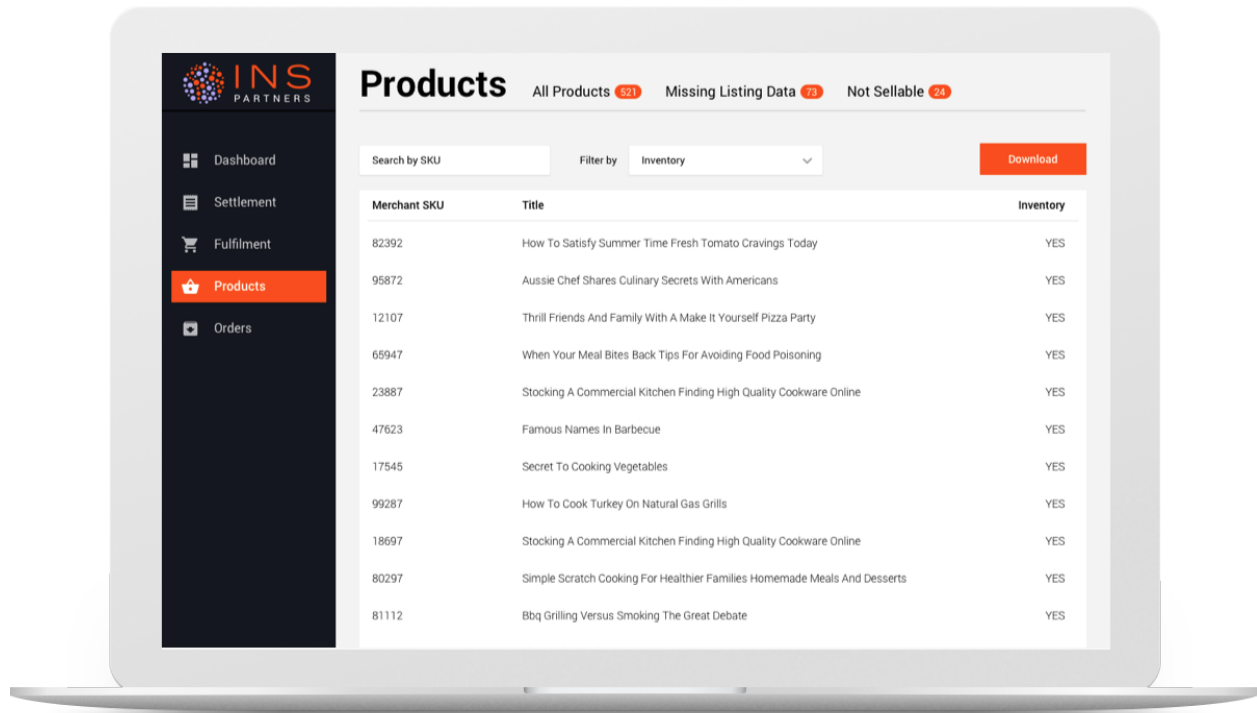 INS
PARTNERS
Products
All Products 521
Missing Listing Data 73
Not Sellable 24
Dashboard
Settlement
Fulfilment
Products
Orders
Search by SKU
Filter by
Inventory
Download
Merchant SKU Title Inventory
82392 How To Satisfy Summer Time Fresh Tomato Cravings Today YES
95872 Aussie Chef Shares Culinary Secrets With Americans YES
12107 Thrill Friends And Family With A Make It Yourself Pizza Party YES
65947 When Your Meal Bites Back Tips For Avoiding Food Poisoning YES
23887 Stocking A Commercial Kitchen Finding High Quality Cookware Online YES
47623 Famous Names In Barbecue YES
17545 Secret To Cooking Vegetables YES
99287 How To Cook Turkey On Natural Gas Grills YES
18697 Stocking A Commercial Kitchen Finding High Quality Cookware Online YES
80297 Simple Scratch Cooking For Healthier Families Homemade Meals And Desserts YES
81112 Bbq Grilling Versus Smoking The Great Debate YES